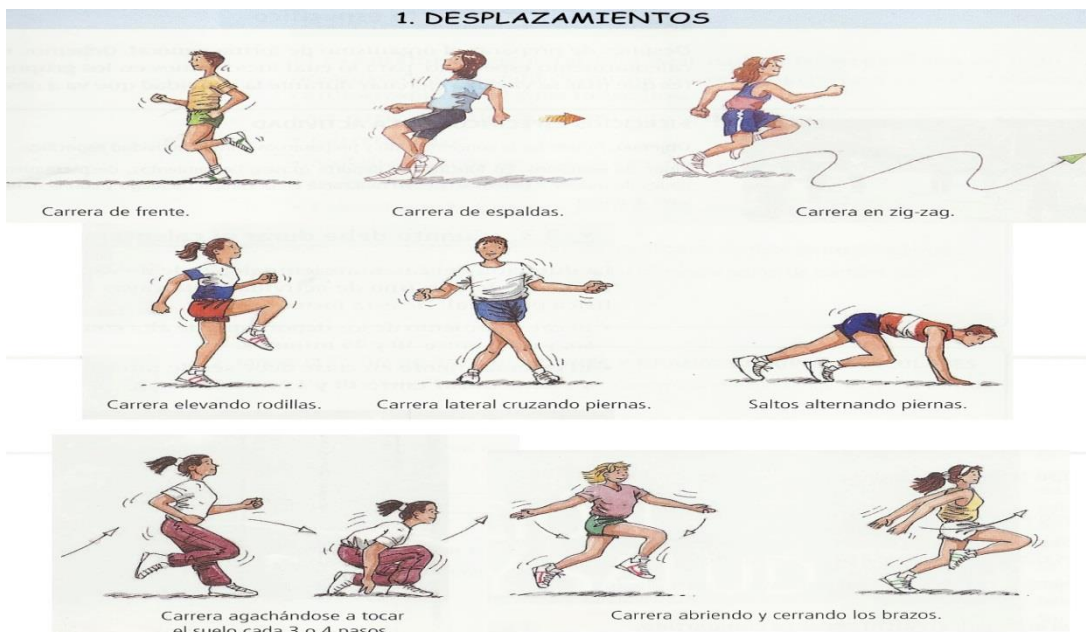 1. DESPLAZAMIENTOS
Carrera de frente.
Carrera de espaldas.
Carrera en zig-zag.
Carrera elevando rodillas.
Carrera lateral cruzando piernas.
Saltos alternando piernas.
Carrera agachándose a tocar
el suelo cada 3 o 4 pasos
Carrera abriendo y cerrando los brazos.